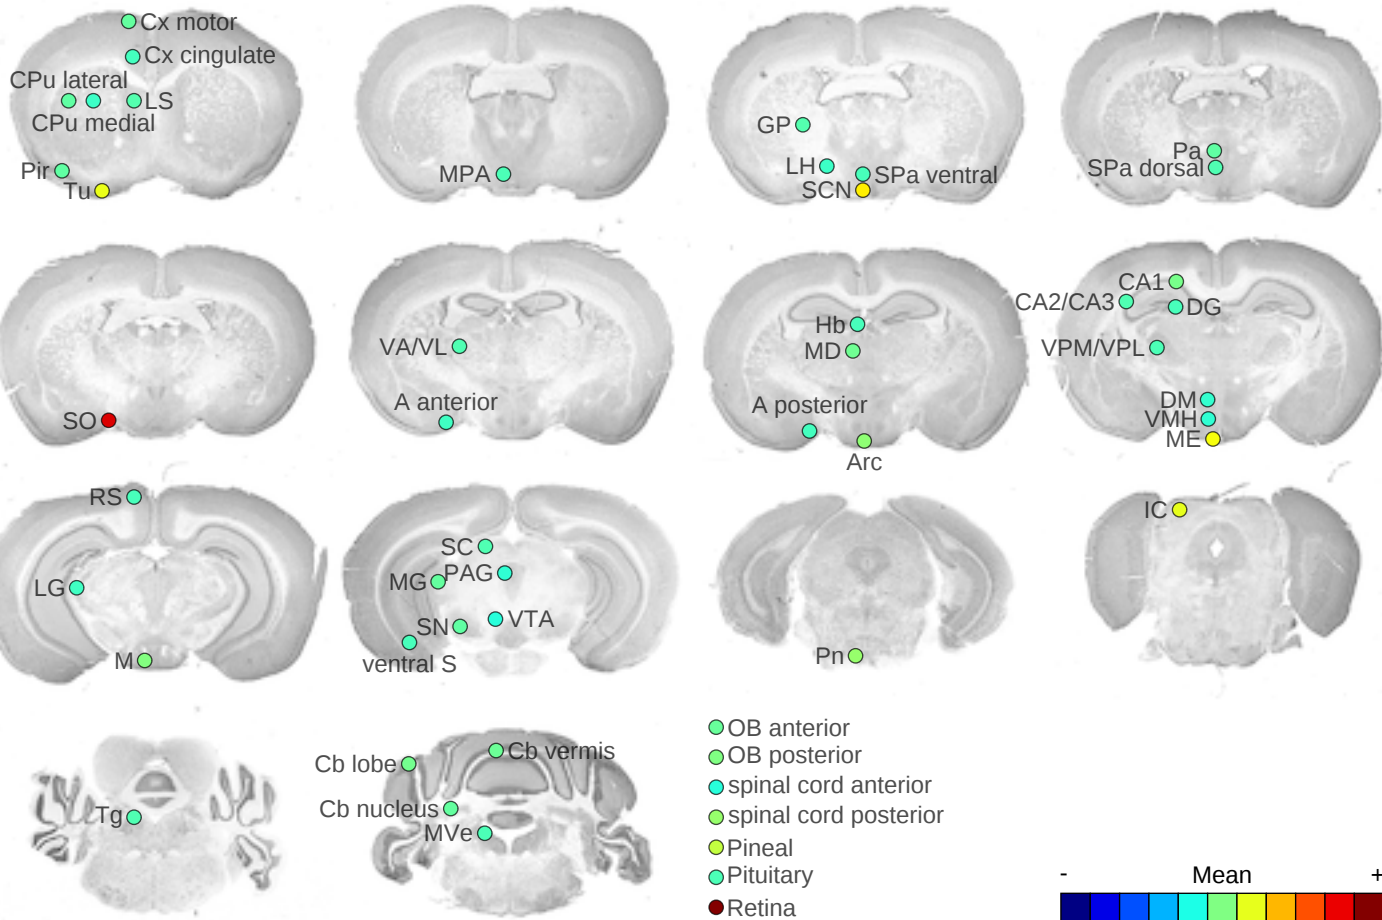 Cx motor
Cx cingulate
CPu lateral
LS
CPu medial
Pir
Tu
MPA
GP
LH
SPa ventral
SCN
Pa
SPa dorsal
SO
VA/VL
A anterior
Hb
MD
A posterior
Arc
CA1
CA2/CA3
DG
VPM/VPL
DM
VMH
ME
RS
LG
M
SC
MG
PAG
SN
VTA
ventral S
Pn
IC
Tg
Cb lobe
Cb vermis
Cb nucleus
MVe
OB anterior
OB posterior
spinal cord anterior
spinal cord posterior
Pineal
Pituitary
Retina
- Mean +